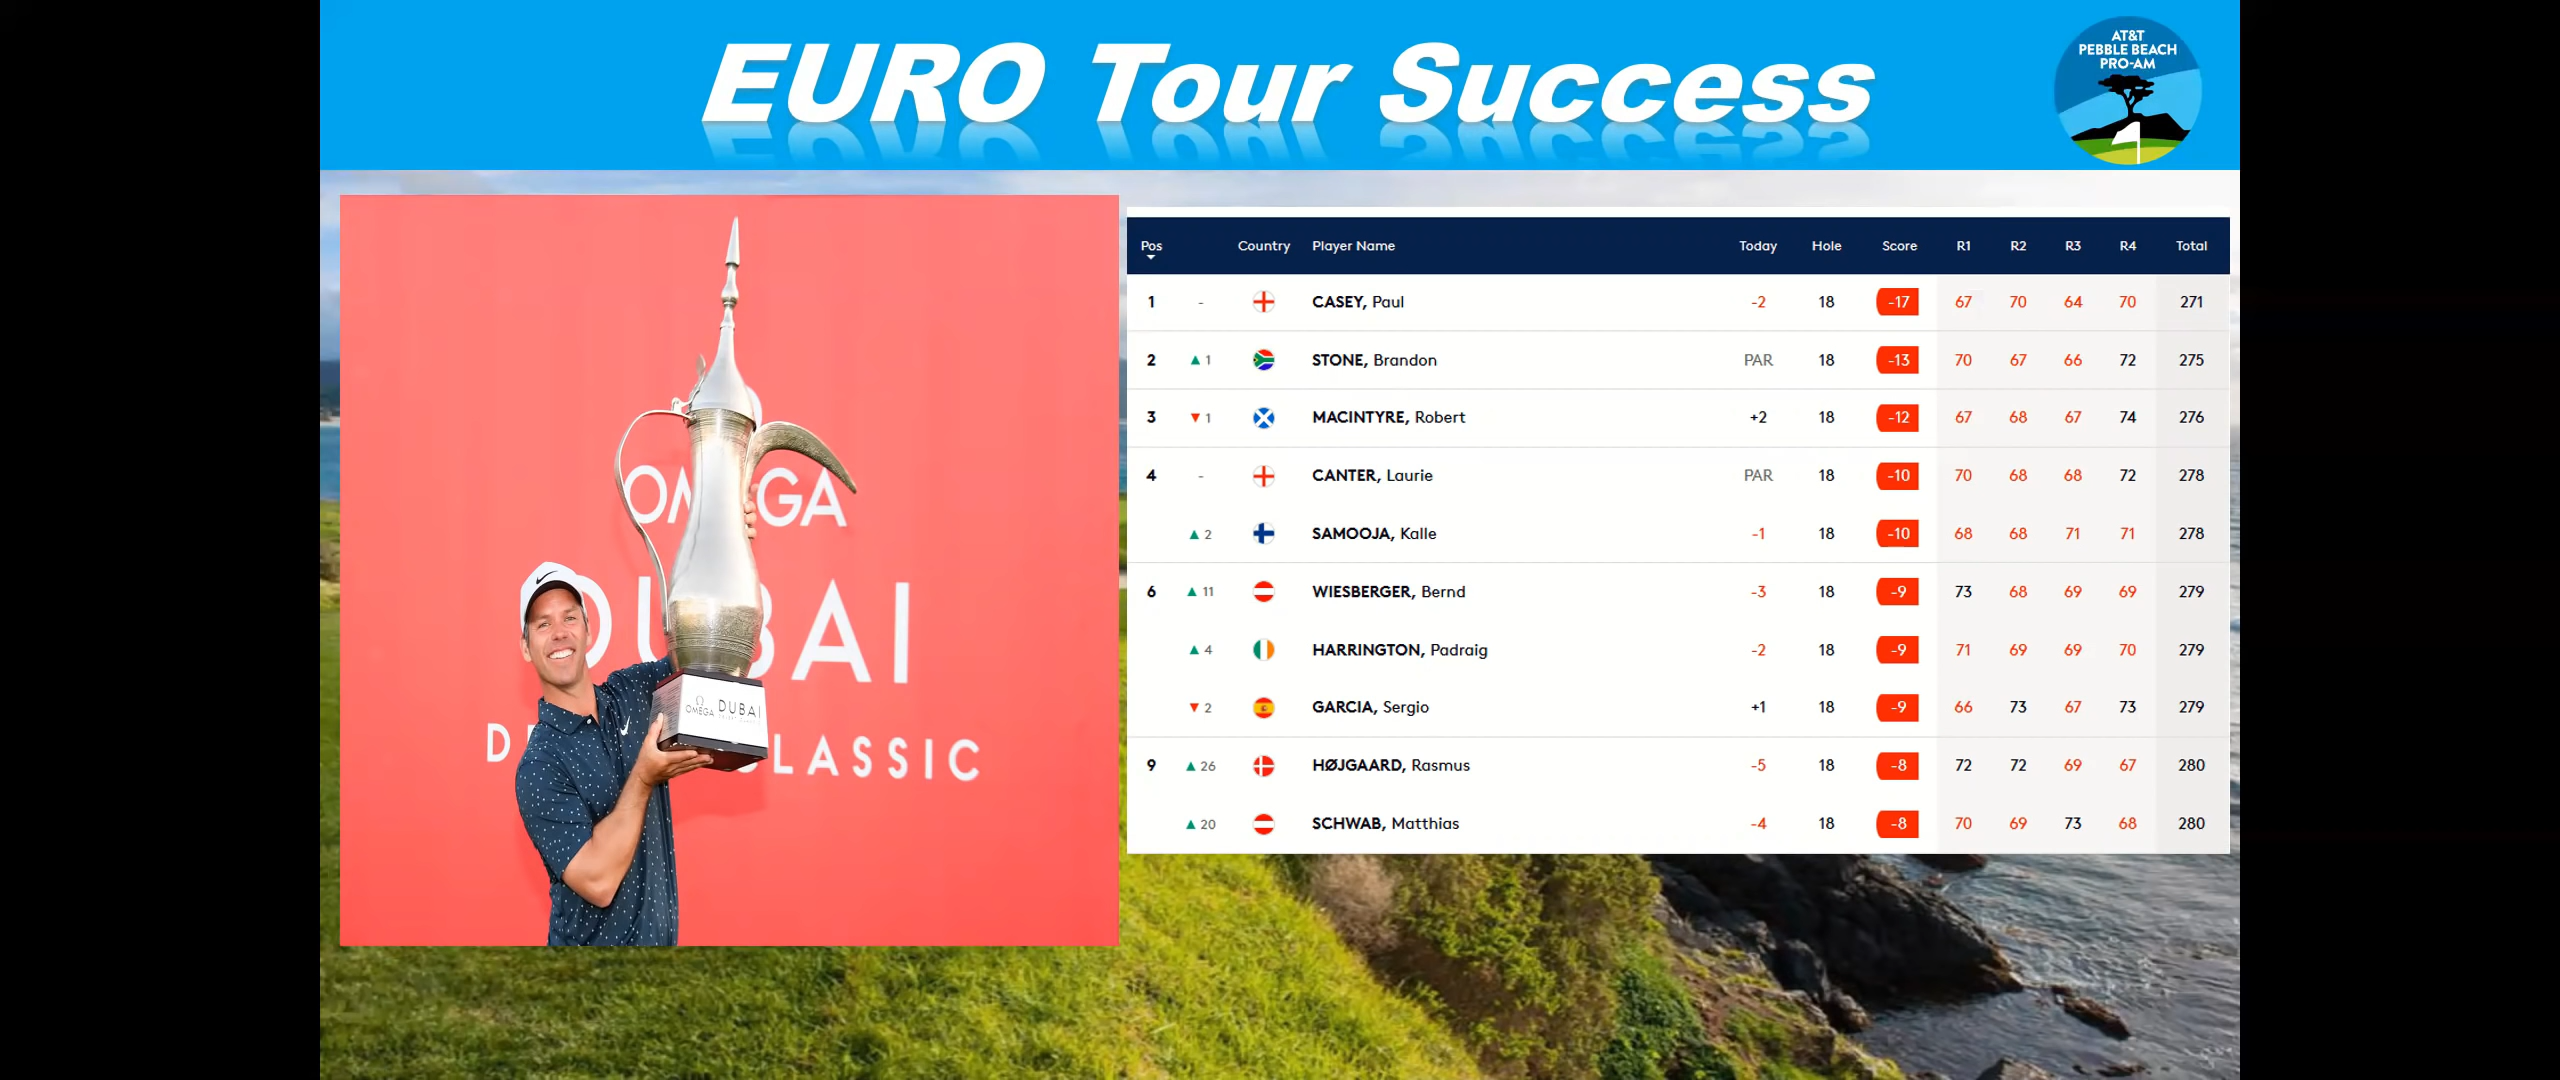 EURO Tour Success
AT&T
PEBBLE BEACH
PRO-AM
OMEGA
DUBAI
CLASSIC
OMEGA DUBAI
Pos Country Player Name Today Hole Score R1 R2 R3 R4 Total
1 - CASEY, Paul -2 18 -17 67 70 64 70 271
2 ▲ 1 STONE, Brandon PAR 18 -13 70 67 66 72 275
3 ▼ 1 MACINTYRE, Robert +2 18 -12 67 68 67 74 276
4 - CANTER, Laurie PAR 18 -10 70 68 68 72 278
▲ 2 SAMOOJA, Kalle -1 18 -10 68 68 71 71 278
6 ▲ 11 WIESBERGER, Bernd -3 18 -9 73 68 69 69 279
▲ 4 HARRINGTON, Padraig -2 18 -9 71 69 69 70 279
▼ 2 GARCIA, Sergio +1 18 -9 66 73 67 73 279
9 ▲ 26 HØJGAARD, Rasmus -5 18 -8 72 72 69 67 280
▲ 20 SCHWAB, Matthias -4 18 -8 70 69 73 68 280